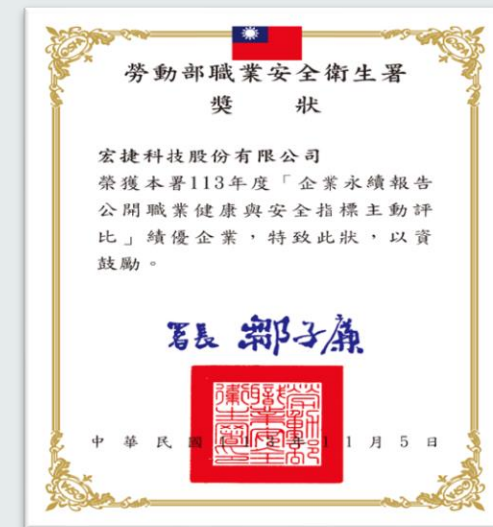 勞動部職業安全衛生署
獎 狀
宏捷科技股份有限公司
榮獲本署113年度「企業永續報告
公開職業健康與安全指標主動評
比」績優企業,特致此狀,以資
鼓勵。
署長 鄒子廉
中 華 民 國 113 年 11 月 5 日